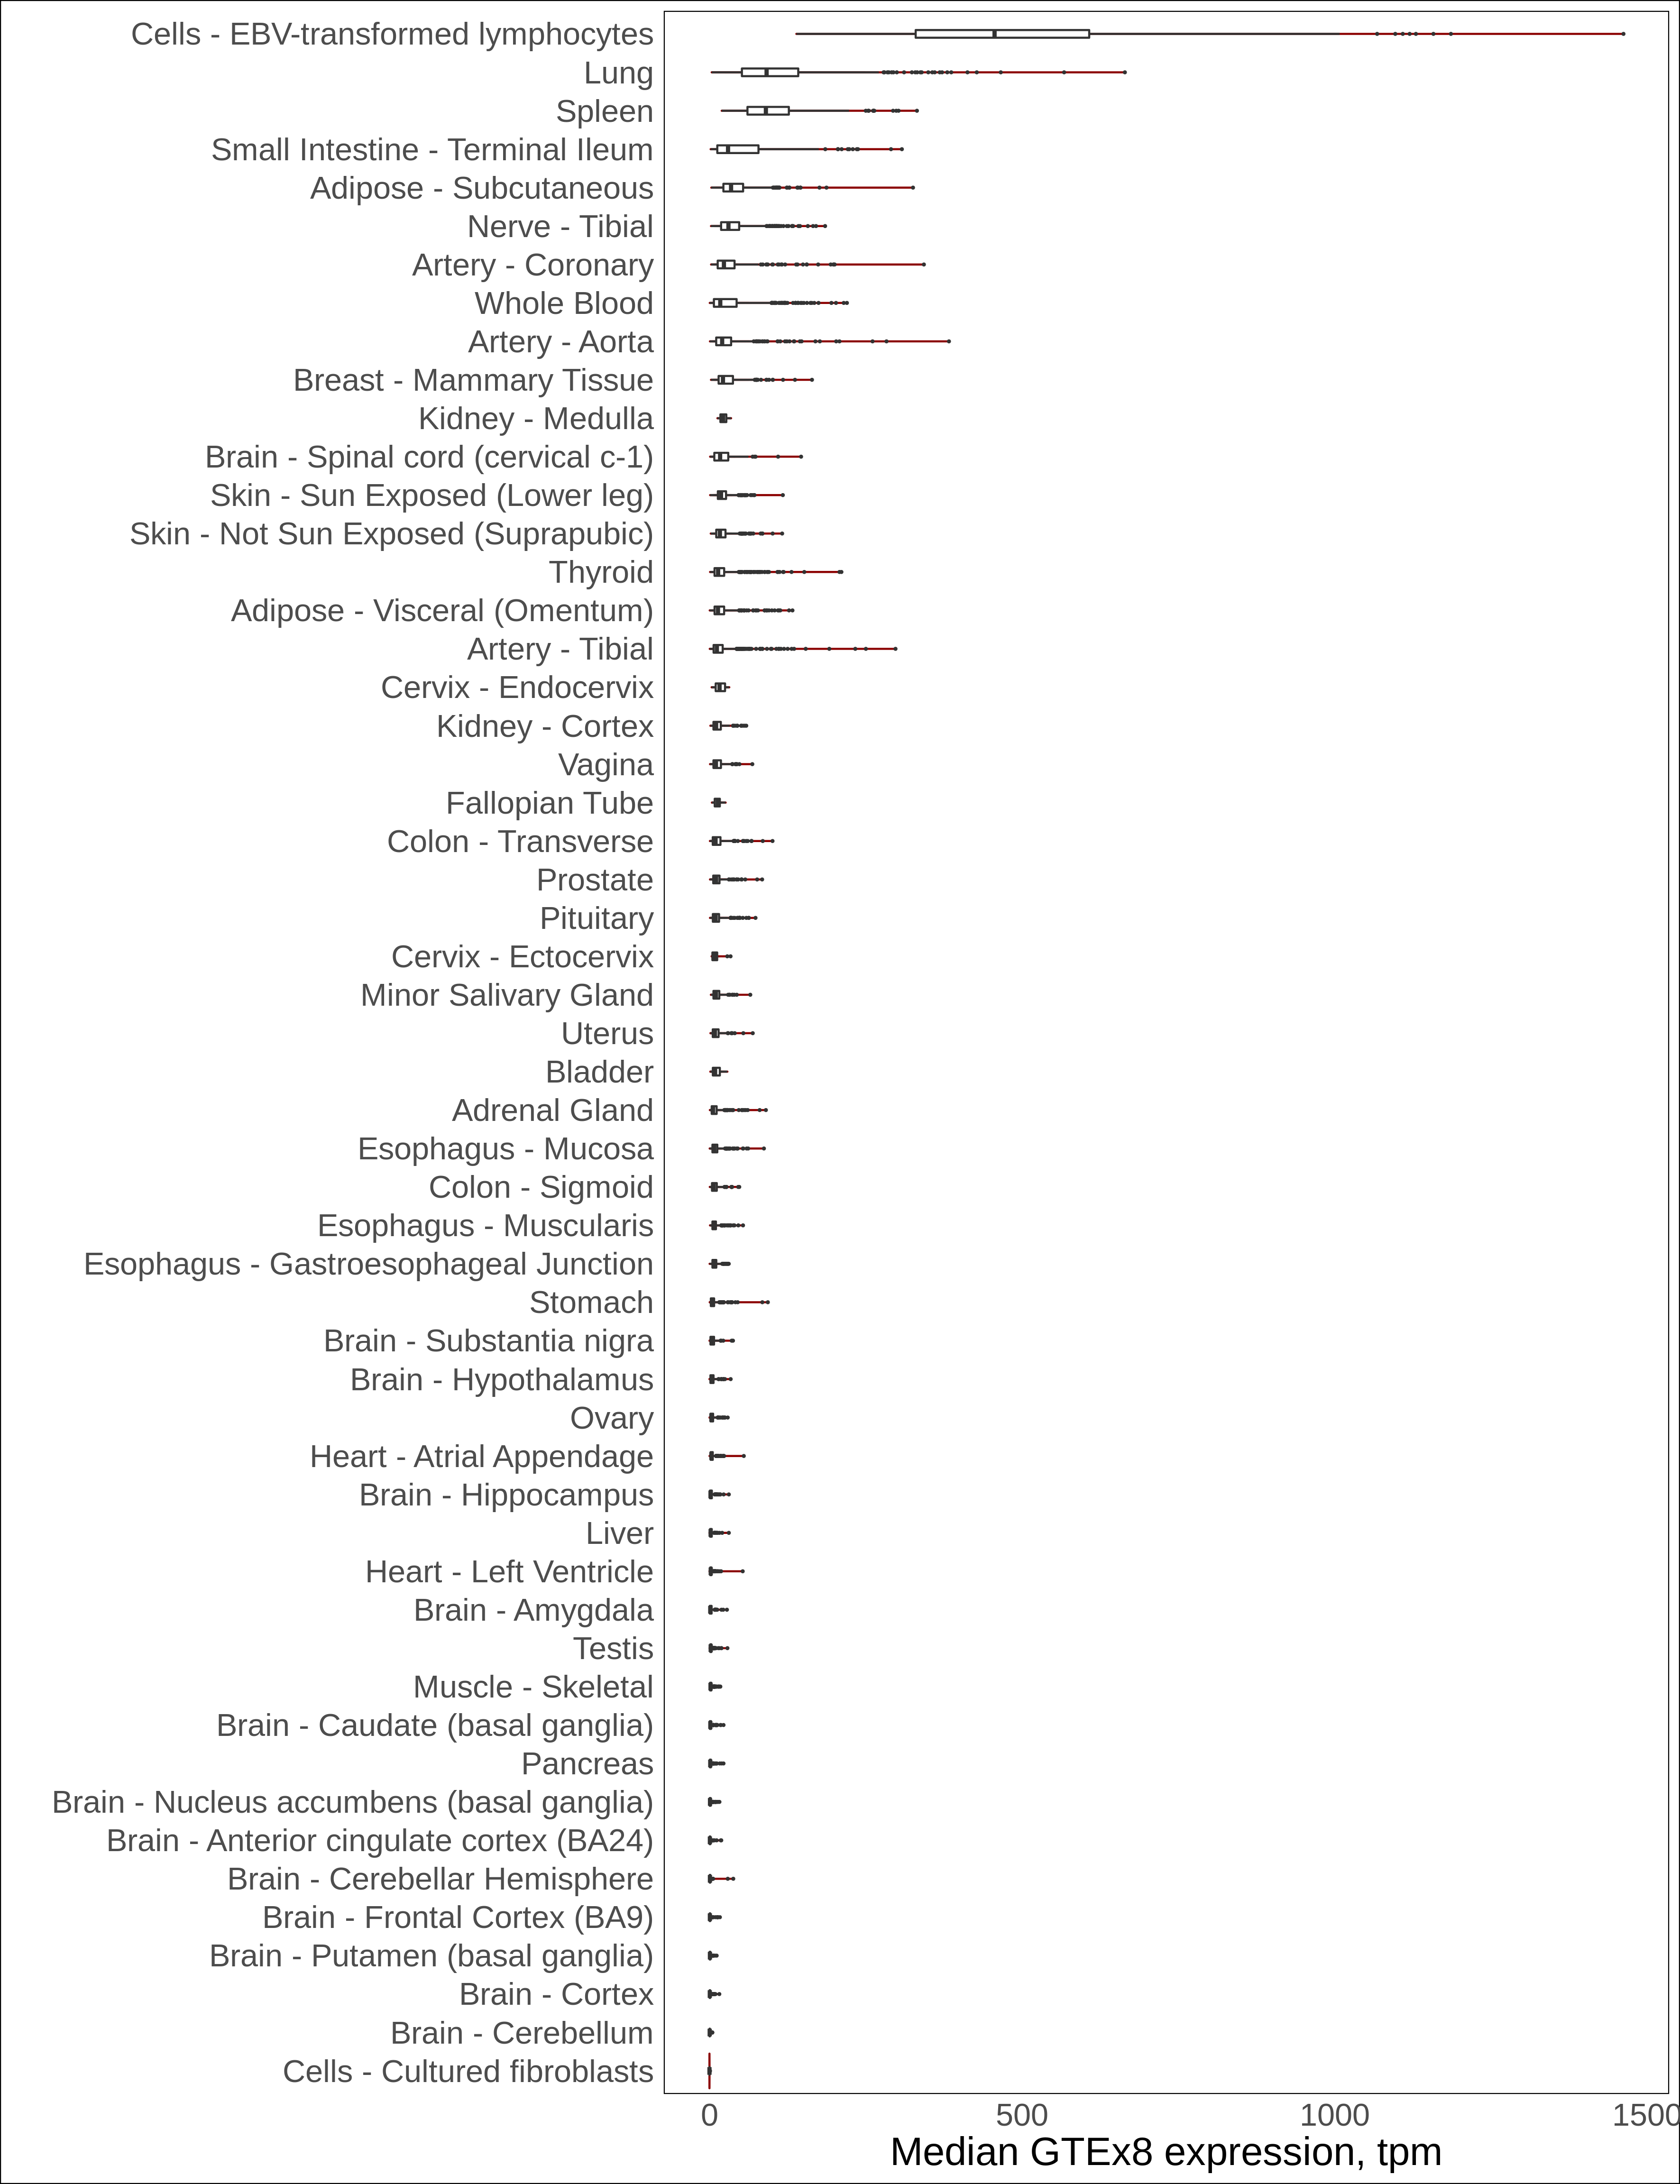 Cells - EBV-transformed lymphocytes
Lung
Spleen
Small Intestine - Terminal Ileum
Adipose - Subcutaneous
Nerve - Tibial
Artery - Coronary
Whole Blood
Artery - Aorta
Breast - Mammary Tissue
Kidney - Medulla
Brain - Spinal cord (cervical c-1)
Skin - Sun Exposed (Lower leg)
Skin - Not Sun Exposed (Suprapubic)
Thyroid
Adipose - Visceral (Omentum)
Artery - Tibial
Cervix - Endocervix
Kidney - Cortex
Vagina
Fallopian Tube
Colon - Transverse
Prostate
Pituitary
Cervix - Ectocervix
Minor Salivary Gland
Uterus
Bladder
Adrenal Gland
Esophagus - Mucosa
Colon - Sigmoid
Esophagus - Muscularis
Esophagus - Gastroesophageal Junction
Stomach
Brain - Substantia nigra
Brain - Hypothalamus
Ovary
Heart - Atrial Appendage
Brain - Hippocampus
Liver
Heart - Left Ventricle
Brain - Amygdala
Testis
Muscle - Skeletal
Brain - Caudate (basal ganglia)
Pancreas
Brain - Nucleus accumbens (basal ganglia)
Brain - Anterior cingulate cortex (BA24)
Brain - Cerebellar Hemisphere
Brain - Frontal Cortex (BA9)
Brain - Putamen (basal ganglia)
Brain - Cortex
Brain - Cerebellum
Cells - Cultured fibroblasts
0 500 1000 1500
Median GTEx8 expression, tpm